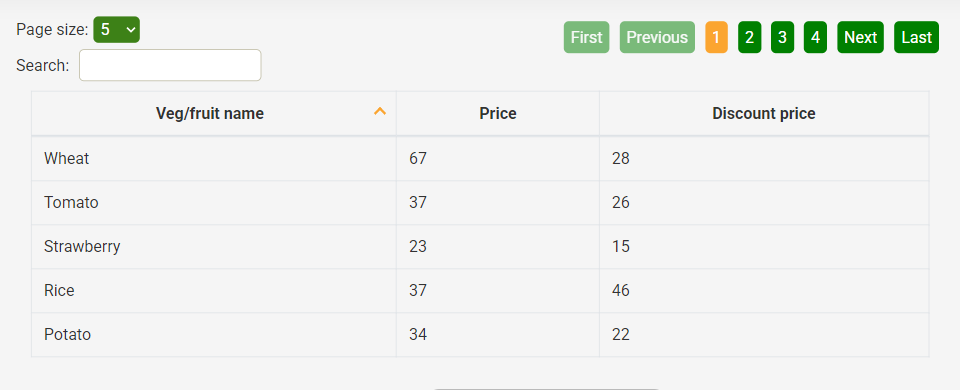 Page size: 5
First Previous 1 2 3 4 Next Last
Search:
Veg/fruit name Price Discount price
Wheat 67 28
Tomato 37 26
Strawberry 23 15
Rice 37 46
Potato 34 22